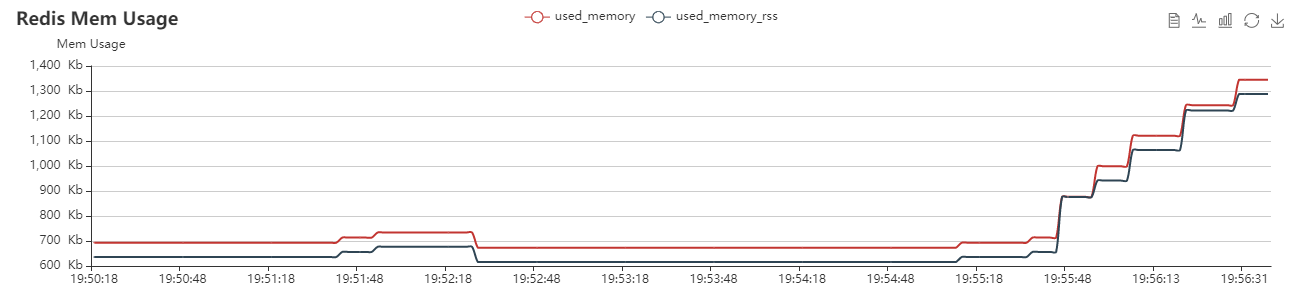 Redis Mem Usage
used_memory used_memory_rss
Mem Usage
1,400 Kb
1,300 Kb
1,200 Kb
1,100 Kb
1,000 Kb
900 Kb
800 Kb
700 Kb
600 Kb
19:50:18 19:50:48 19:51:18 19:51:48 19:52:18 19:52:48 19:53:18 19:53:48 19:54:18 19:54:48 19:55:18 19:55:48 19:56:13 19:56:31